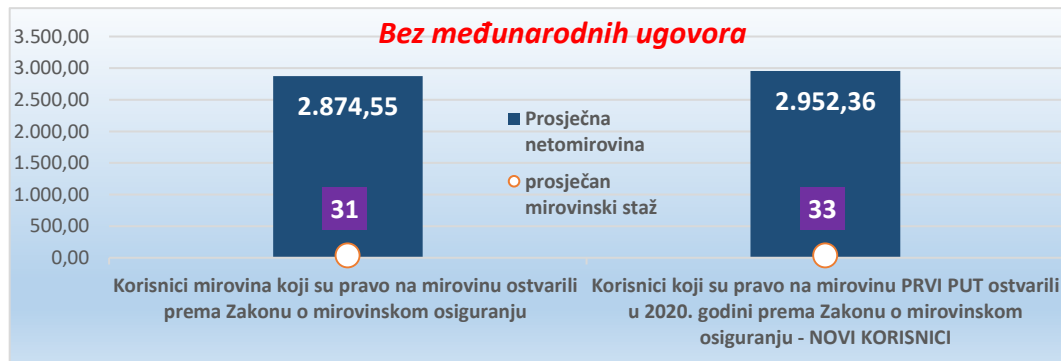 Bez međunarodnih ugovora
3.500,00
3.000,00
2.500,00
2.000,00
1.500,00
1.000,00
500,00
0,00
2.874,55
2.952,36
31
33
Prosječna
netomirovina
prosječan
mirovinski staž
Korisnici mirovina koji su pravo na mirovinu ostvarili
prema Zakonu o mirovinskom osiguranju
Korisnici koji su pravo na mirovinu PRVI PUT ostvarili
u 2020. godini prema Zakonu o mirovinskom
osiguranju - NOVI KORISNICI